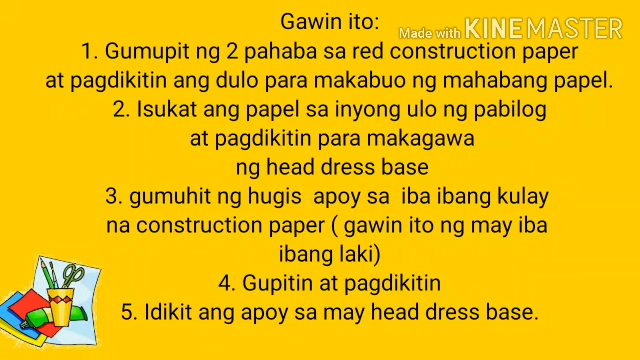 Gawin ito:
Made with KINEMASTER
1. Gumupit ng 2 pahaba sa red construction paper
at pagdikitin ang dulo para makabuo ng mahabang papel.
2. Isukat ang papel sa inyong ulo ng pabilog
at pagdikitin para makagawa
ng head dress base
3. gumuhit ng hugis apoy sa iba ibang kulay
na construction paper ( gawin ito ng may iba
ibang laki)
4. Gupitin at pagdikitin
5. Idikit ang apoy sa may head dress base.